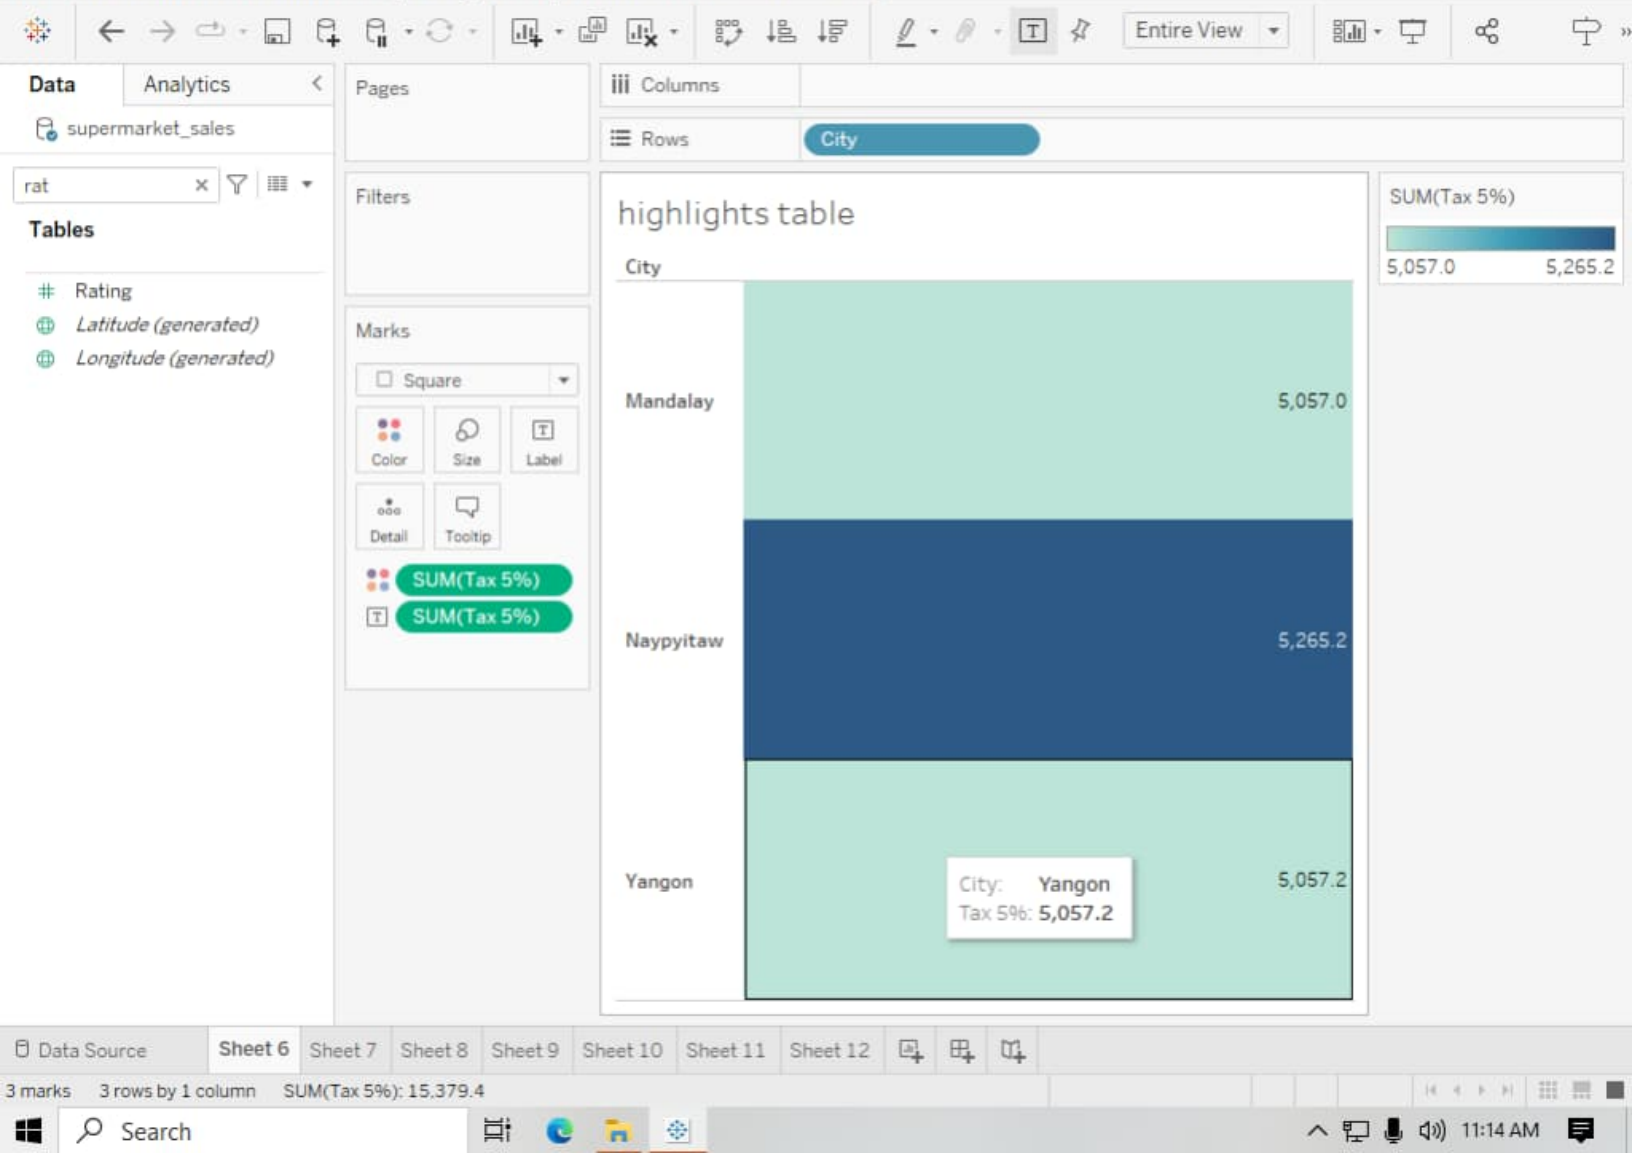 Entire View
Data
Analytics
supermarket_sales
rat
Tables
Rating
Latitude (generated)
Longitude (generated)
Pages
Filters
Marks
Square
Color
Size
Label
Detail
Tooltip
SUM(Tax 5%)
SUM(Tax 5%)
Columns
Rows
City
highlights table
City
Mandalay
5,057.0
Naypyitaw
5,265.2
Yangon
5,057.2
City: Yangon
Tax 5%: 5,057.2
SUM(Tax 5%)
5,057.0 5,265.2
Data Source
Sheet 6
Sheet 7
Sheet 8
Sheet 9
Sheet 10
Sheet 11
Sheet 12
3 marks 3 rows by 1 column SUM(Tax 5%): 15,379.4
Search
11:14 AM